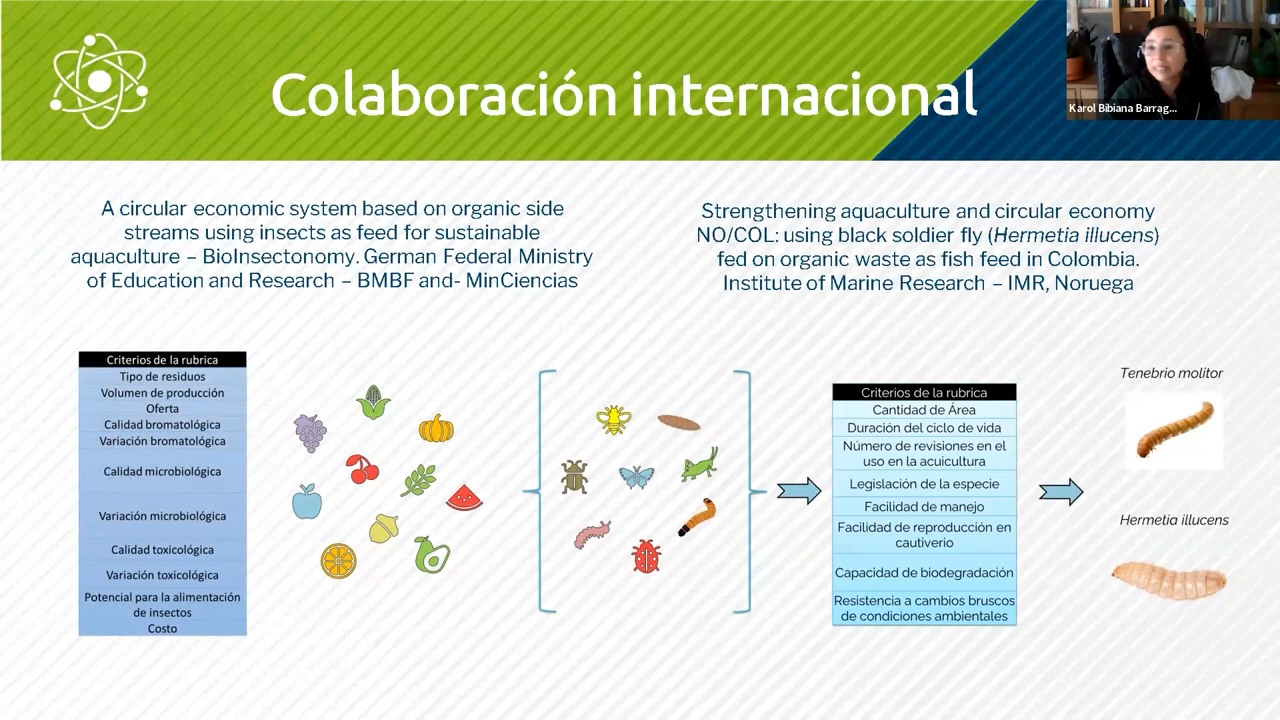 Colaboración internacional
Karol Bibiana Barrag...
A circular economic system based on organic side
streams using insects as feed for sustainable
aquaculture – BioInsectonomy. German Federal Ministry
of Education and Research – BMBF and- MinCiencias
Strengthening aquaculture and circular economy
NO/COL: using black soldier fly (Hermetia illucens)
fed on organic waste as fish feed in Colombia.
Institute of Marine Research – IMR, Noruega
Criterios de la rubrica
Tipo de residuos
Volumen de producción
Oferta
Calidad bromatológica
Variación bromatológica
Calidad microbiológica
Variación microbiológica
Calidad toxicológica
Variación toxicológica
Potencial para la alimentación
de insectos
Costo
Criterios de la rubrica
Cantidad de Área
Duración del ciclo de vida
Número de revisiones en el
uso en la acuicultura
Legislación de la especie
Facilidad de manejo
Facilidad de reproducción en
cautiverio
Capacidad de biodegradación
Resistencia a cambios bruscos
de condiciones ambientales
Tenebrio molitor
Hermetia illucens